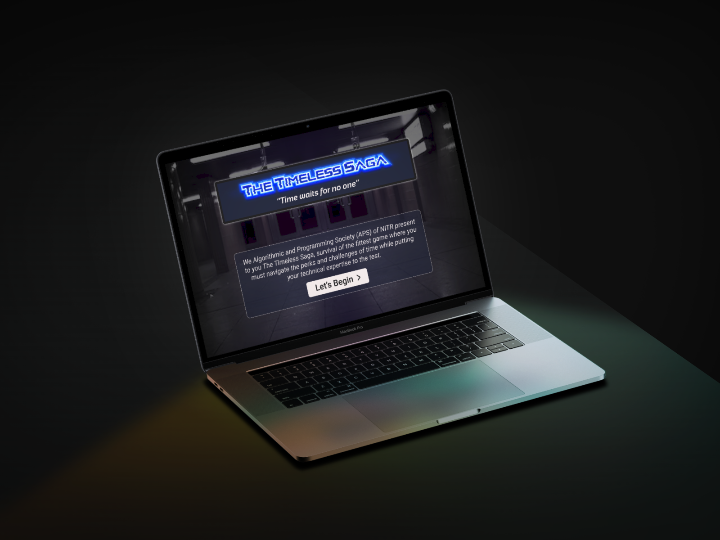 THE TIMELESS SAGA
"Time waits for no one"
We Algorithmic and Programming Society (APS) of NITR present
to you The Timeless Saga, survival of the fittest game where you
must navigate the perks and challenges of time while putting
your technical expertise to the test.
Let's Begin >
MacBook Pro